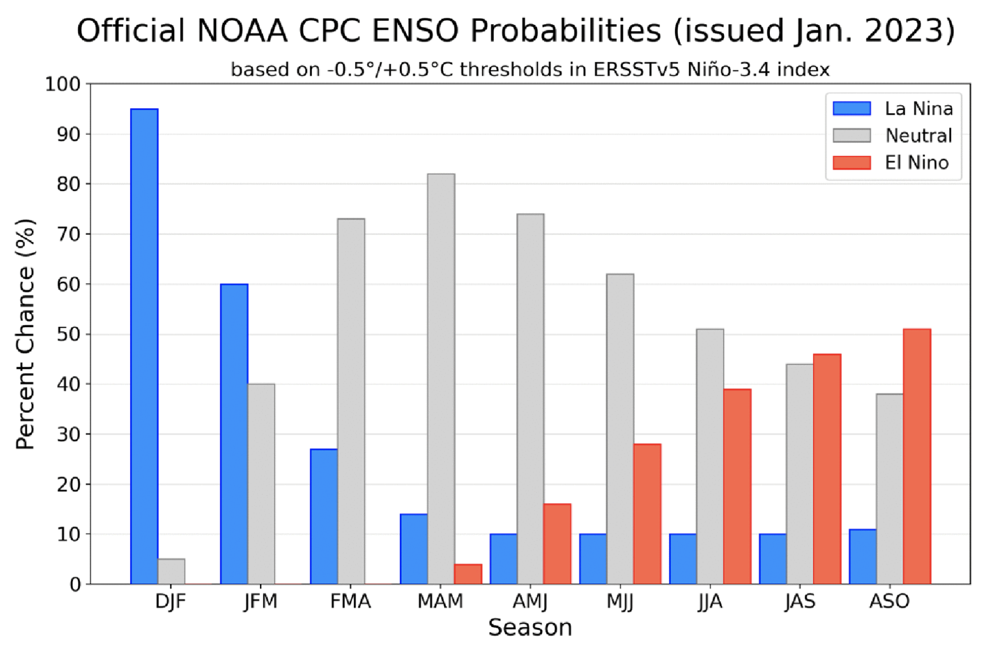 Official NOAA CPC ENSO Probabilities (issued Jan. 2023)
based on -0.5°/+0.5°C thresholds in ERSSTv5 Niño-3.4 index
100
90
80
70
60
50
40
30
20
10
0
Percent Chance (%)
La Nina
Neutral
El Nino
DJF JFM FMA MAM AMJ MJJ JJA JAS ASO
Season